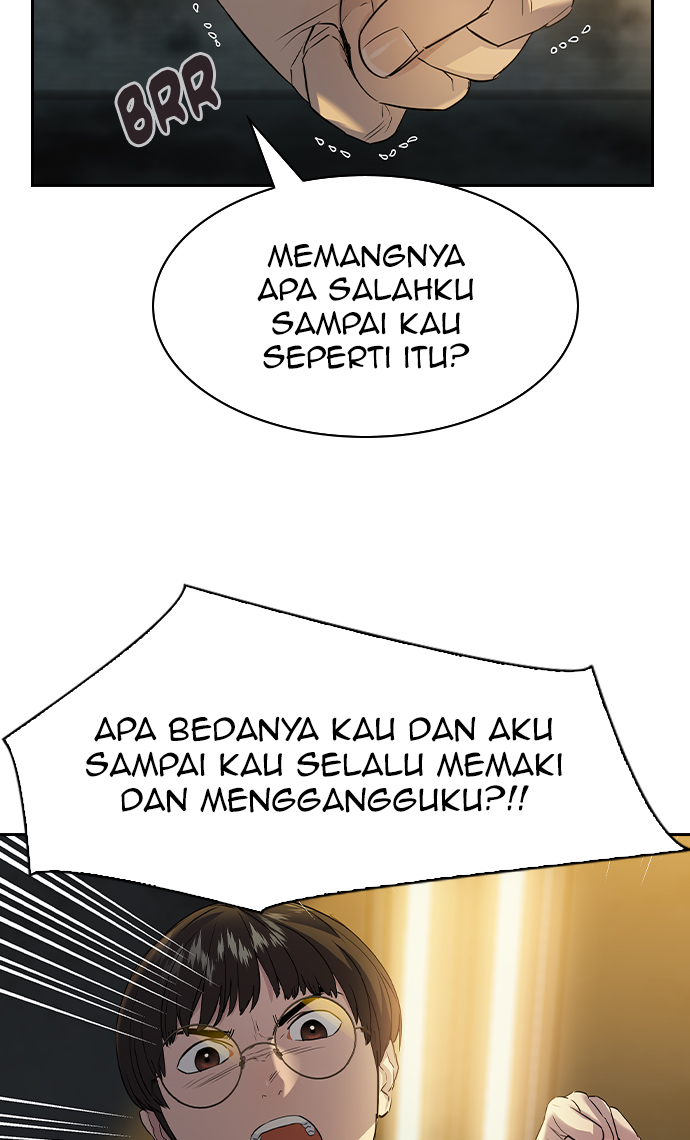 BRR
MEMANGNYA
APA SALAHKU
SAMPAI KAU
SEPERTI ITU?
APA BEDANYA KAU DAN AKU
SAMPAI KAU SELALU MEMAKI
DAN MENGGANGGUKU?!!